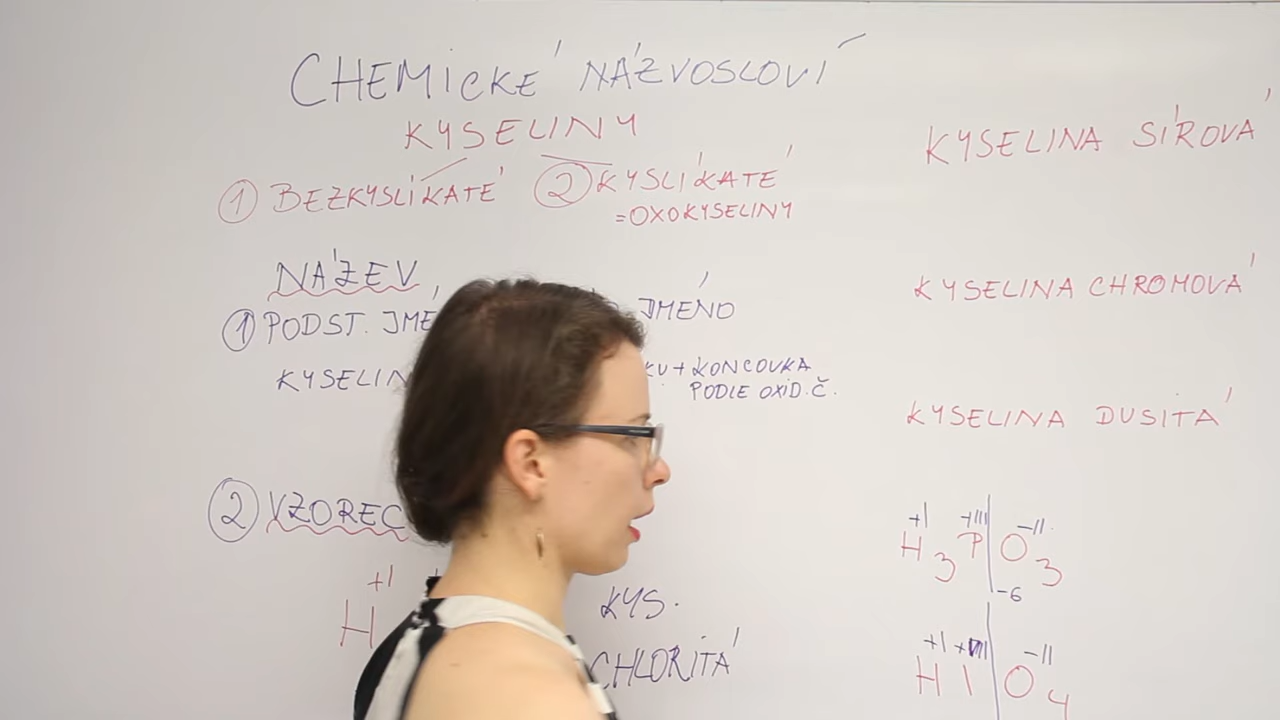 CHEMICKÉ NÁZVOSLOVÍ
KYSELINY
① BEZKYSLÍKATÉ ② KYSLÍKATÉ
=OXOKYSELINY
NÁZEV
① PODST. JMÉ JMÉNO
KYSELIN KU + KONCOVKA
PODLE OXID.Č.
② VZOREC
+I
H
KYS.
CHLORITÁ
KYSELINA SÍROVÁ
KYSELINA CHROMOVÁ
KYSELINA DUSITÁ
+I +III -II
H3P O3
-6
+I -II
H I O4